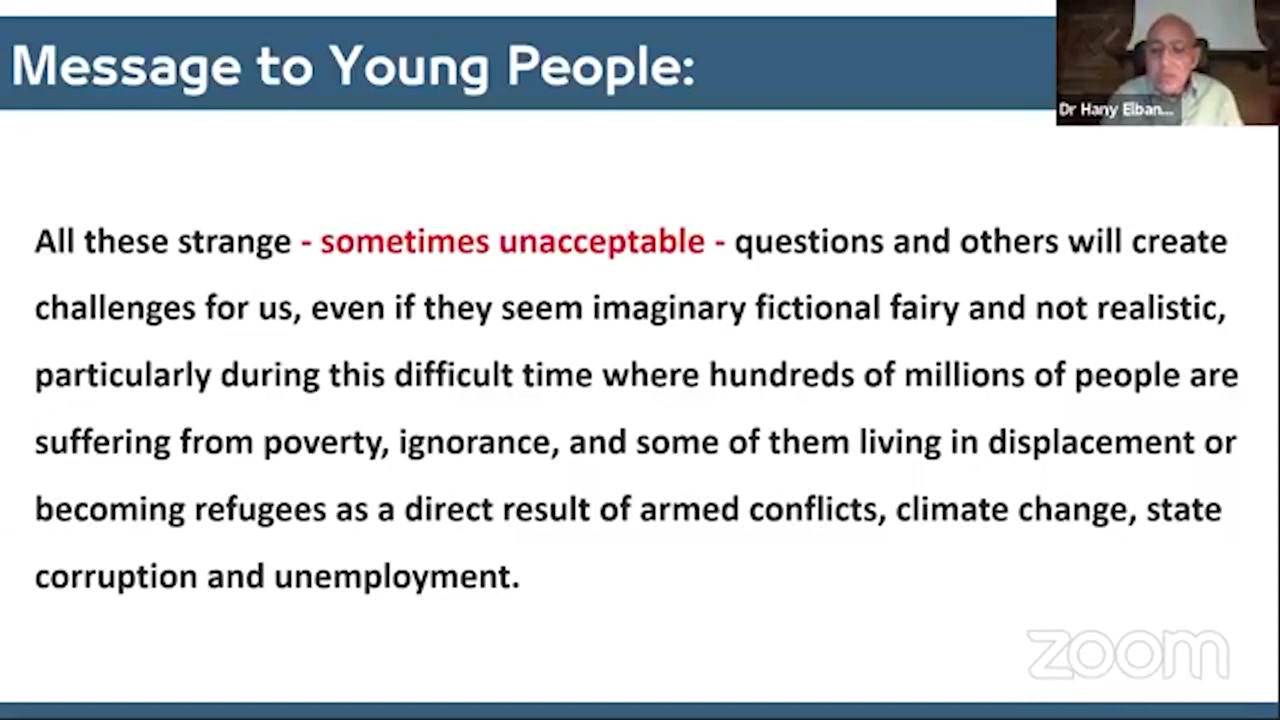 Message to Young People:
Dr Hany Elban...
All these strange - sometimes unacceptable - questions and others will create
challenges for us, even if they seem imaginary fictional fairy and not realistic,
particularly during this difficult time where hundreds of millions of people are
suffering from poverty, ignorance, and some of them living in displacement or
becoming refugees as a direct result of armed conflicts, climate change, state
corruption and unemployment.
zoom